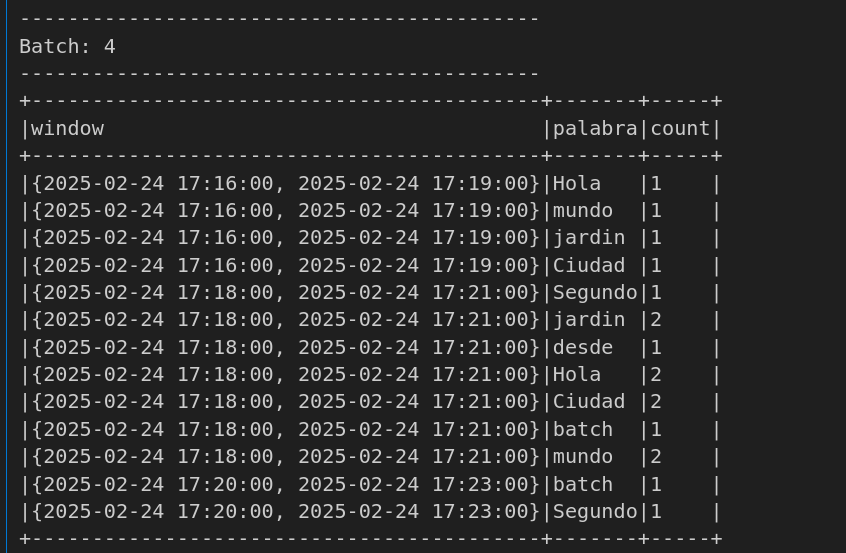 -------------------------------------------
Batch: 4
-------------------------------------------
+------------------------------------------+-------+-----+
|window                                    |palabra|count|
+------------------------------------------+-------+-----+
|{2025-02-24 17:16:00, 2025-02-24 17:19:00}|Hola   |1    |
|{2025-02-24 17:16:00, 2025-02-24 17:19:00}|mundo  |1    |
|{2025-02-24 17:16:00, 2025-02-24 17:19:00}|jardin |1    |
|{2025-02-24 17:16:00, 2025-02-24 17:19:00}|Ciudad |1    |
|{2025-02-24 17:18:00, 2025-02-24 17:21:00}|Segundo|1    |
|{2025-02-24 17:18:00, 2025-02-24 17:21:00}|jardin |2    |
|{2025-02-24 17:18:00, 2025-02-24 17:21:00}|desde  |1    |
|{2025-02-24 17:18:00, 2025-02-24 17:21:00}|Hola   |2    |
|{2025-02-24 17:18:00, 2025-02-24 17:21:00}|Ciudad |2    |
|{2025-02-24 17:18:00, 2025-02-24 17:21:00}|batch  |1    |
|{2025-02-24 17:18:00, 2025-02-24 17:21:00}|mundo  |2    |
|{2025-02-24 17:20:00, 2025-02-24 17:23:00}|batch  |1    |
|{2025-02-24 17:20:00, 2025-02-24 17:23:00}|Segundo|1    |
+------------------------------------------+-------+-----+